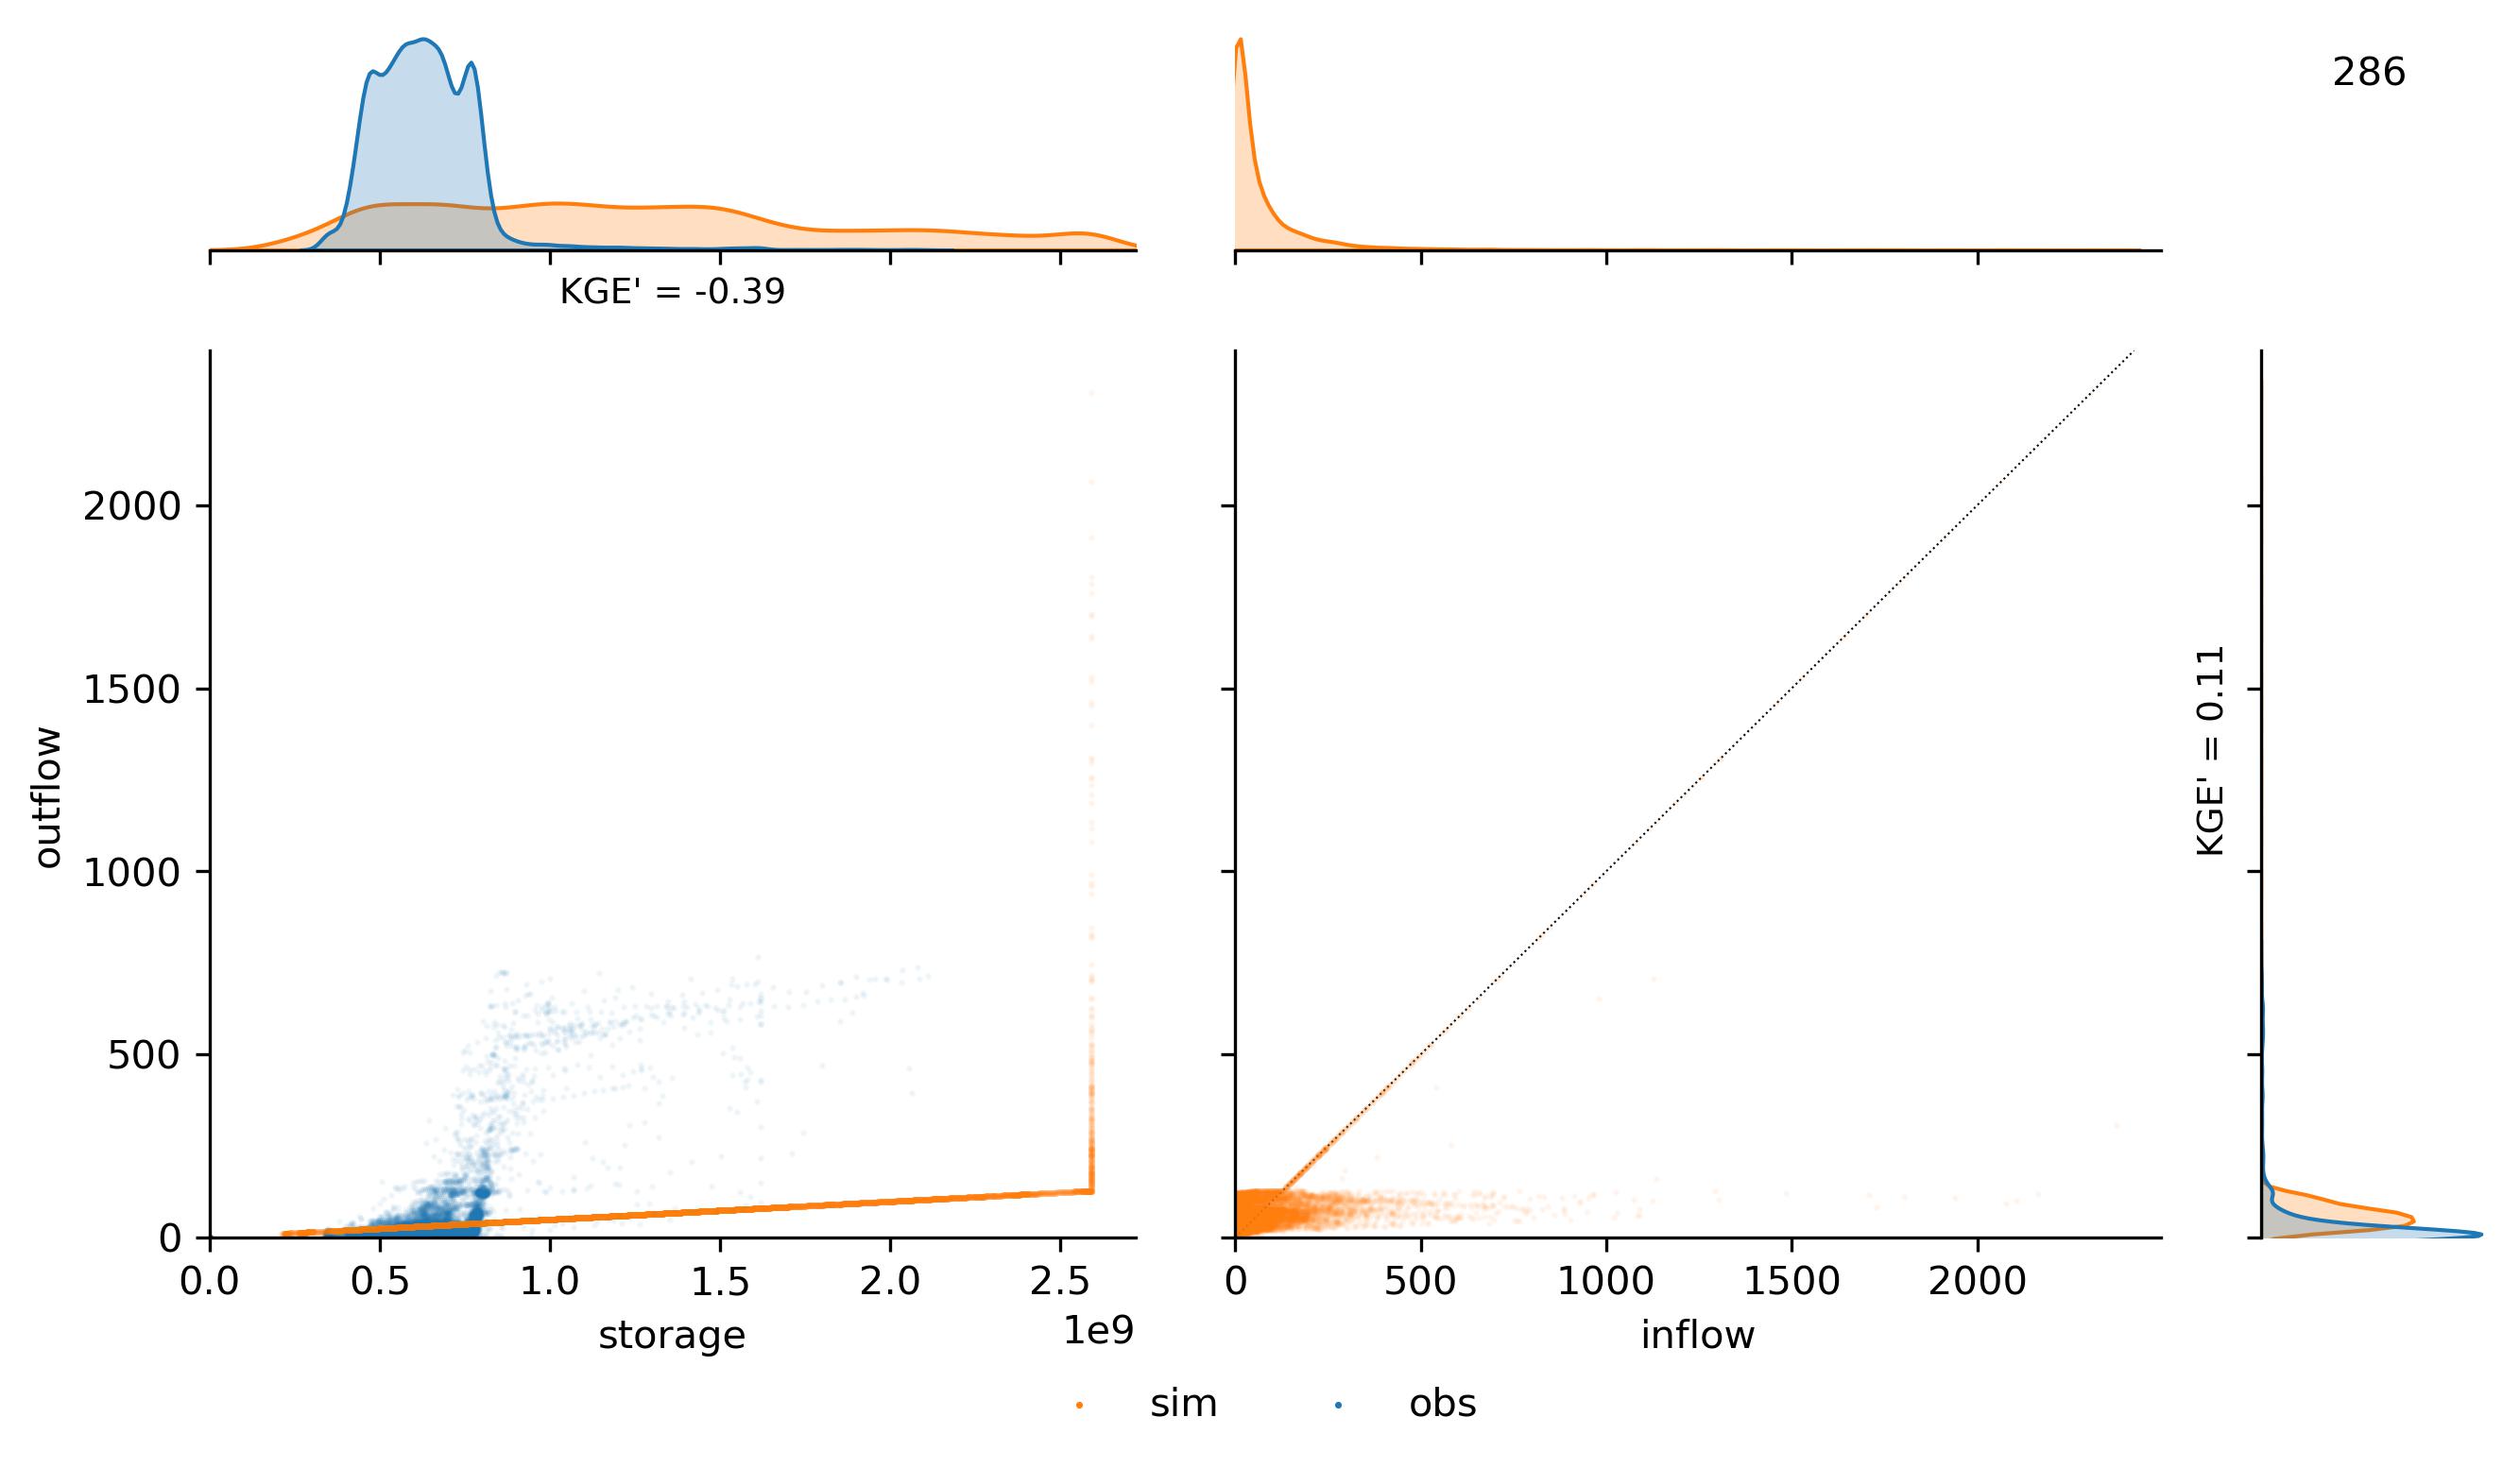 286
KGE' = -0.39
outflow
2000
1500
1000
500
0
KGE' = 0.11
0.0 0.5 1.0 1.5 2.0 2.5
1e9
storage
0 500 1000 1500 2000
inflow
sim obs